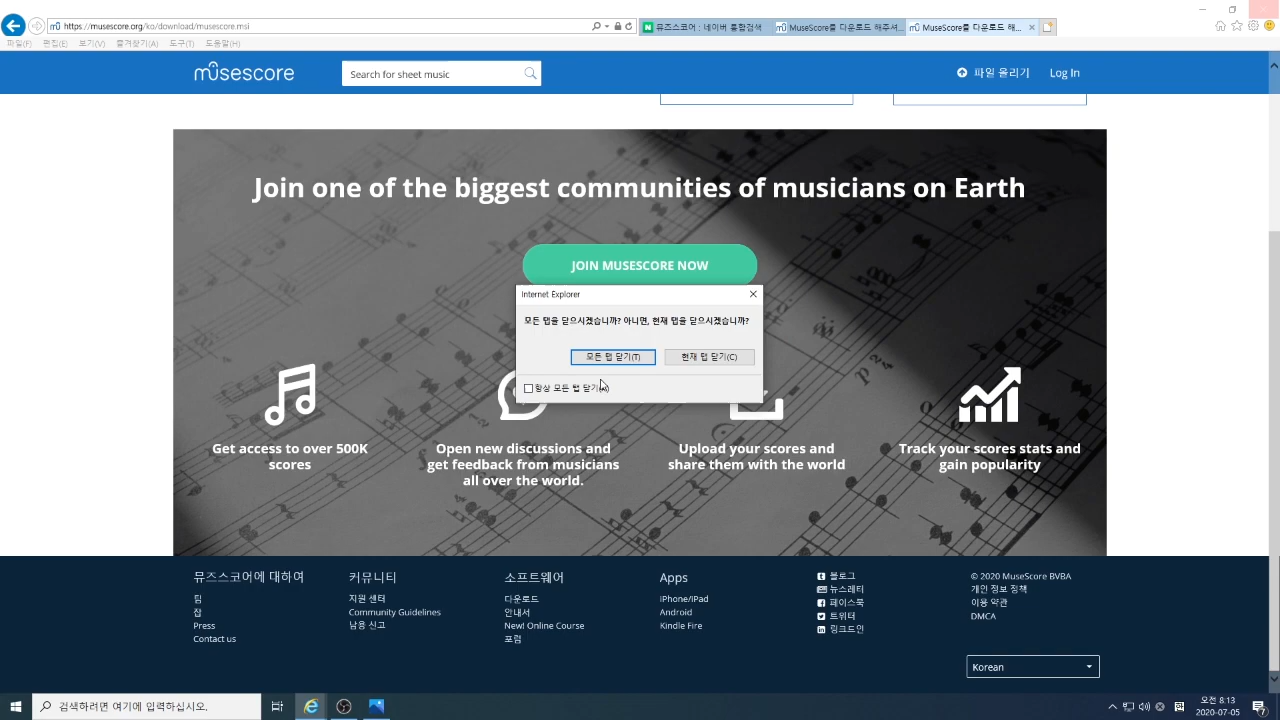 https://musescore.org/ko/download/musescore.msi
뮤즈스코어 : 네이버 통합검색
MuseScore를 다운로드 해주셔...
MuseScore를 다운로드 해...
파일(F) 편집(E) 보기(V) 즐겨찾기(A) 도구(T) 도움말(H)
musescore
Search for sheet music
파일 올리기
Log In
Join one of the biggest communities of musicians on Earth
JOIN MUSESCORE NOW
Internet Explorer
모든 탭을 닫으시겠습니까? 아니면, 현재 탭을 닫으시겠습니까?
모든 탭 닫기(T)
현재 탭 닫기(C)
항상 모든 탭 닫기
Get access to over 500K
scores
Open new discussions and
get feedback from musicians
all over the world.
Upload your scores and
share them with the world
Track your scores stats and
gain popularity
뮤즈스코어에 대하여
팀
잡
Press
Contact us
커뮤니티
지원 센터
Community Guidelines
남용 신고
소프트웨어
다운로드
안내서
New! Online Course
포럼
Apps
iPhone/iPad
Android
Kindle Fire
블로그
뉴스레터
페이스북
트위터
링크드인
© 2020 MuseScore BVBA
개인 정보 정책
이용 약관
DMCA
Korean
검색하려면 여기에 입력하십시오.
오전 8:13
2020-07-05